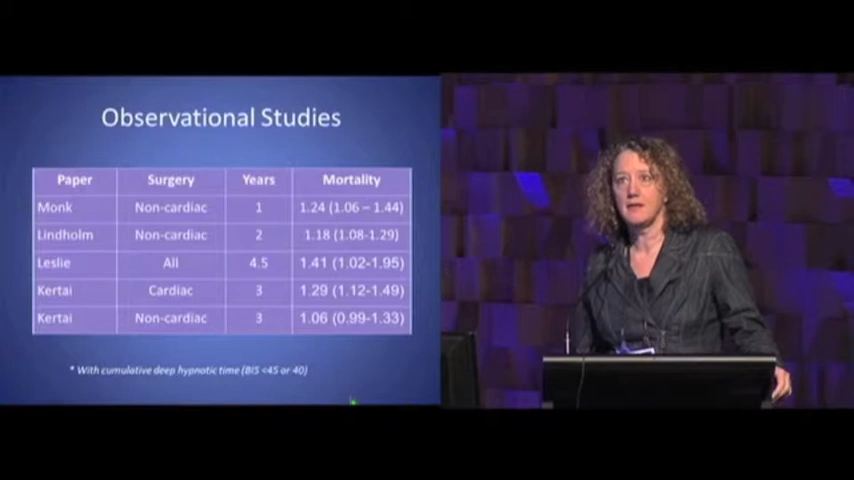 Observational Studies
Paper Surgery Years Mortality
Monk Non-cardiac 1 1.24 (1.06 – 1.44)
Lindholm Non-cardiac 2 1.18 (1.08-1.29)
Leslie All 4.5 1.41 (1.02-1.95)
Kertai Cardiac 3 1.29 (1.12-1.49)
Kertai Non-cardiac 3 1.06 (0.99-1.33)
* With cumulative deep hypnotic time (BIS <45 or 40)